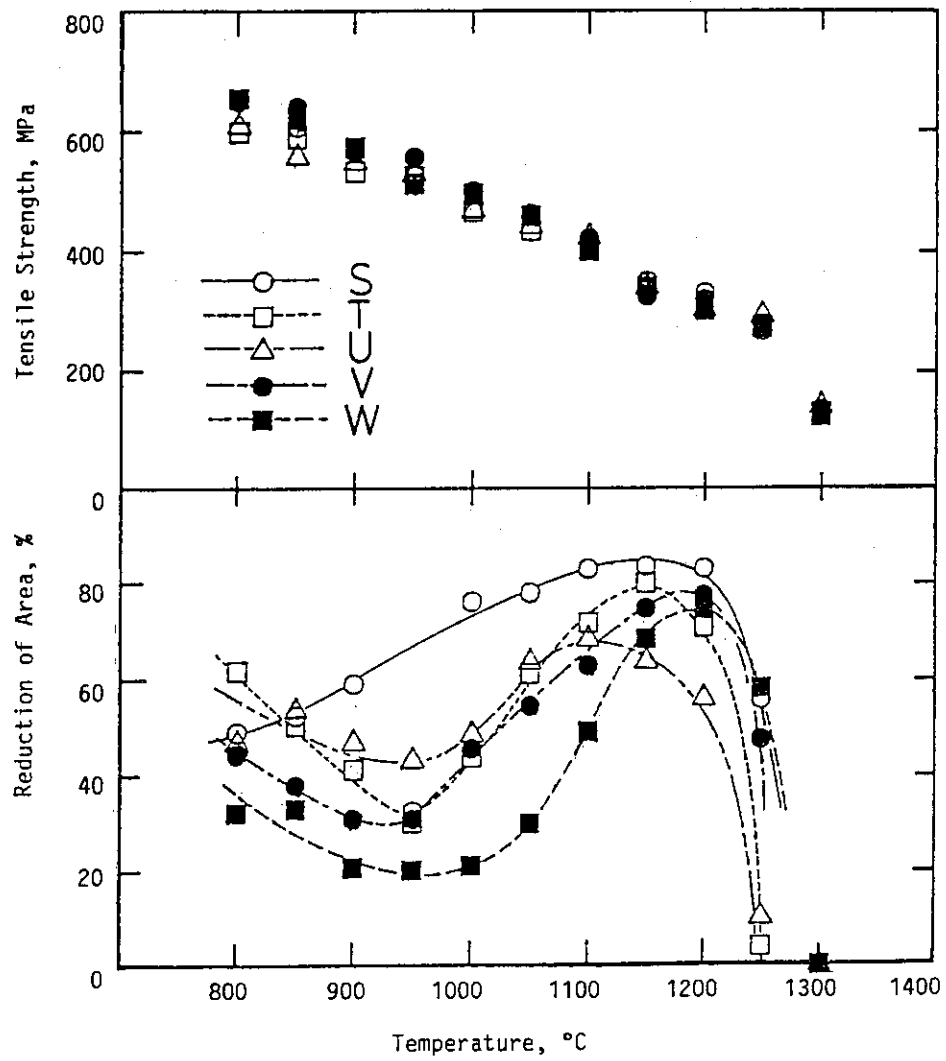 800
600
400
200
0
Tensile Strength, MPa
S
T
U
V
W
80
60
40
20
0
Reduction of Area, %
800 900 1000 1100 1200 1300 1400
Temperature, °C